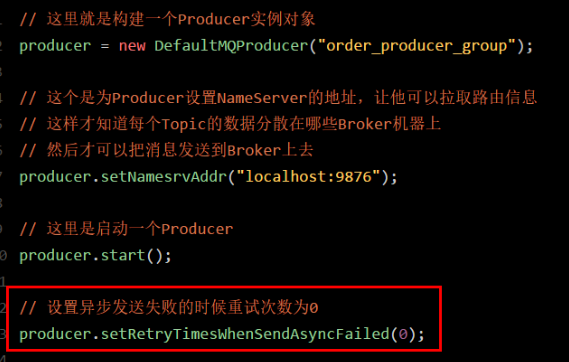 // 这里就是构建一个Producer实例对象
producer = new DefaultMQProducer("order_producer_group");
// 这个是为Producer设置NameServer的地址，让他可以拉取路由信息
// 这样才知道每个Topic的数据分散在哪些Broker机器上
// 然后才可以把消息发送到Broker上去
producer.setNamesrvAddr("localhost:9876");
// 这里是启动一个Producer
producer.start();
// 设置异步发送失败的时候重试次数为0
producer.setRetryTimesWhenSendAsyncFailed(0);